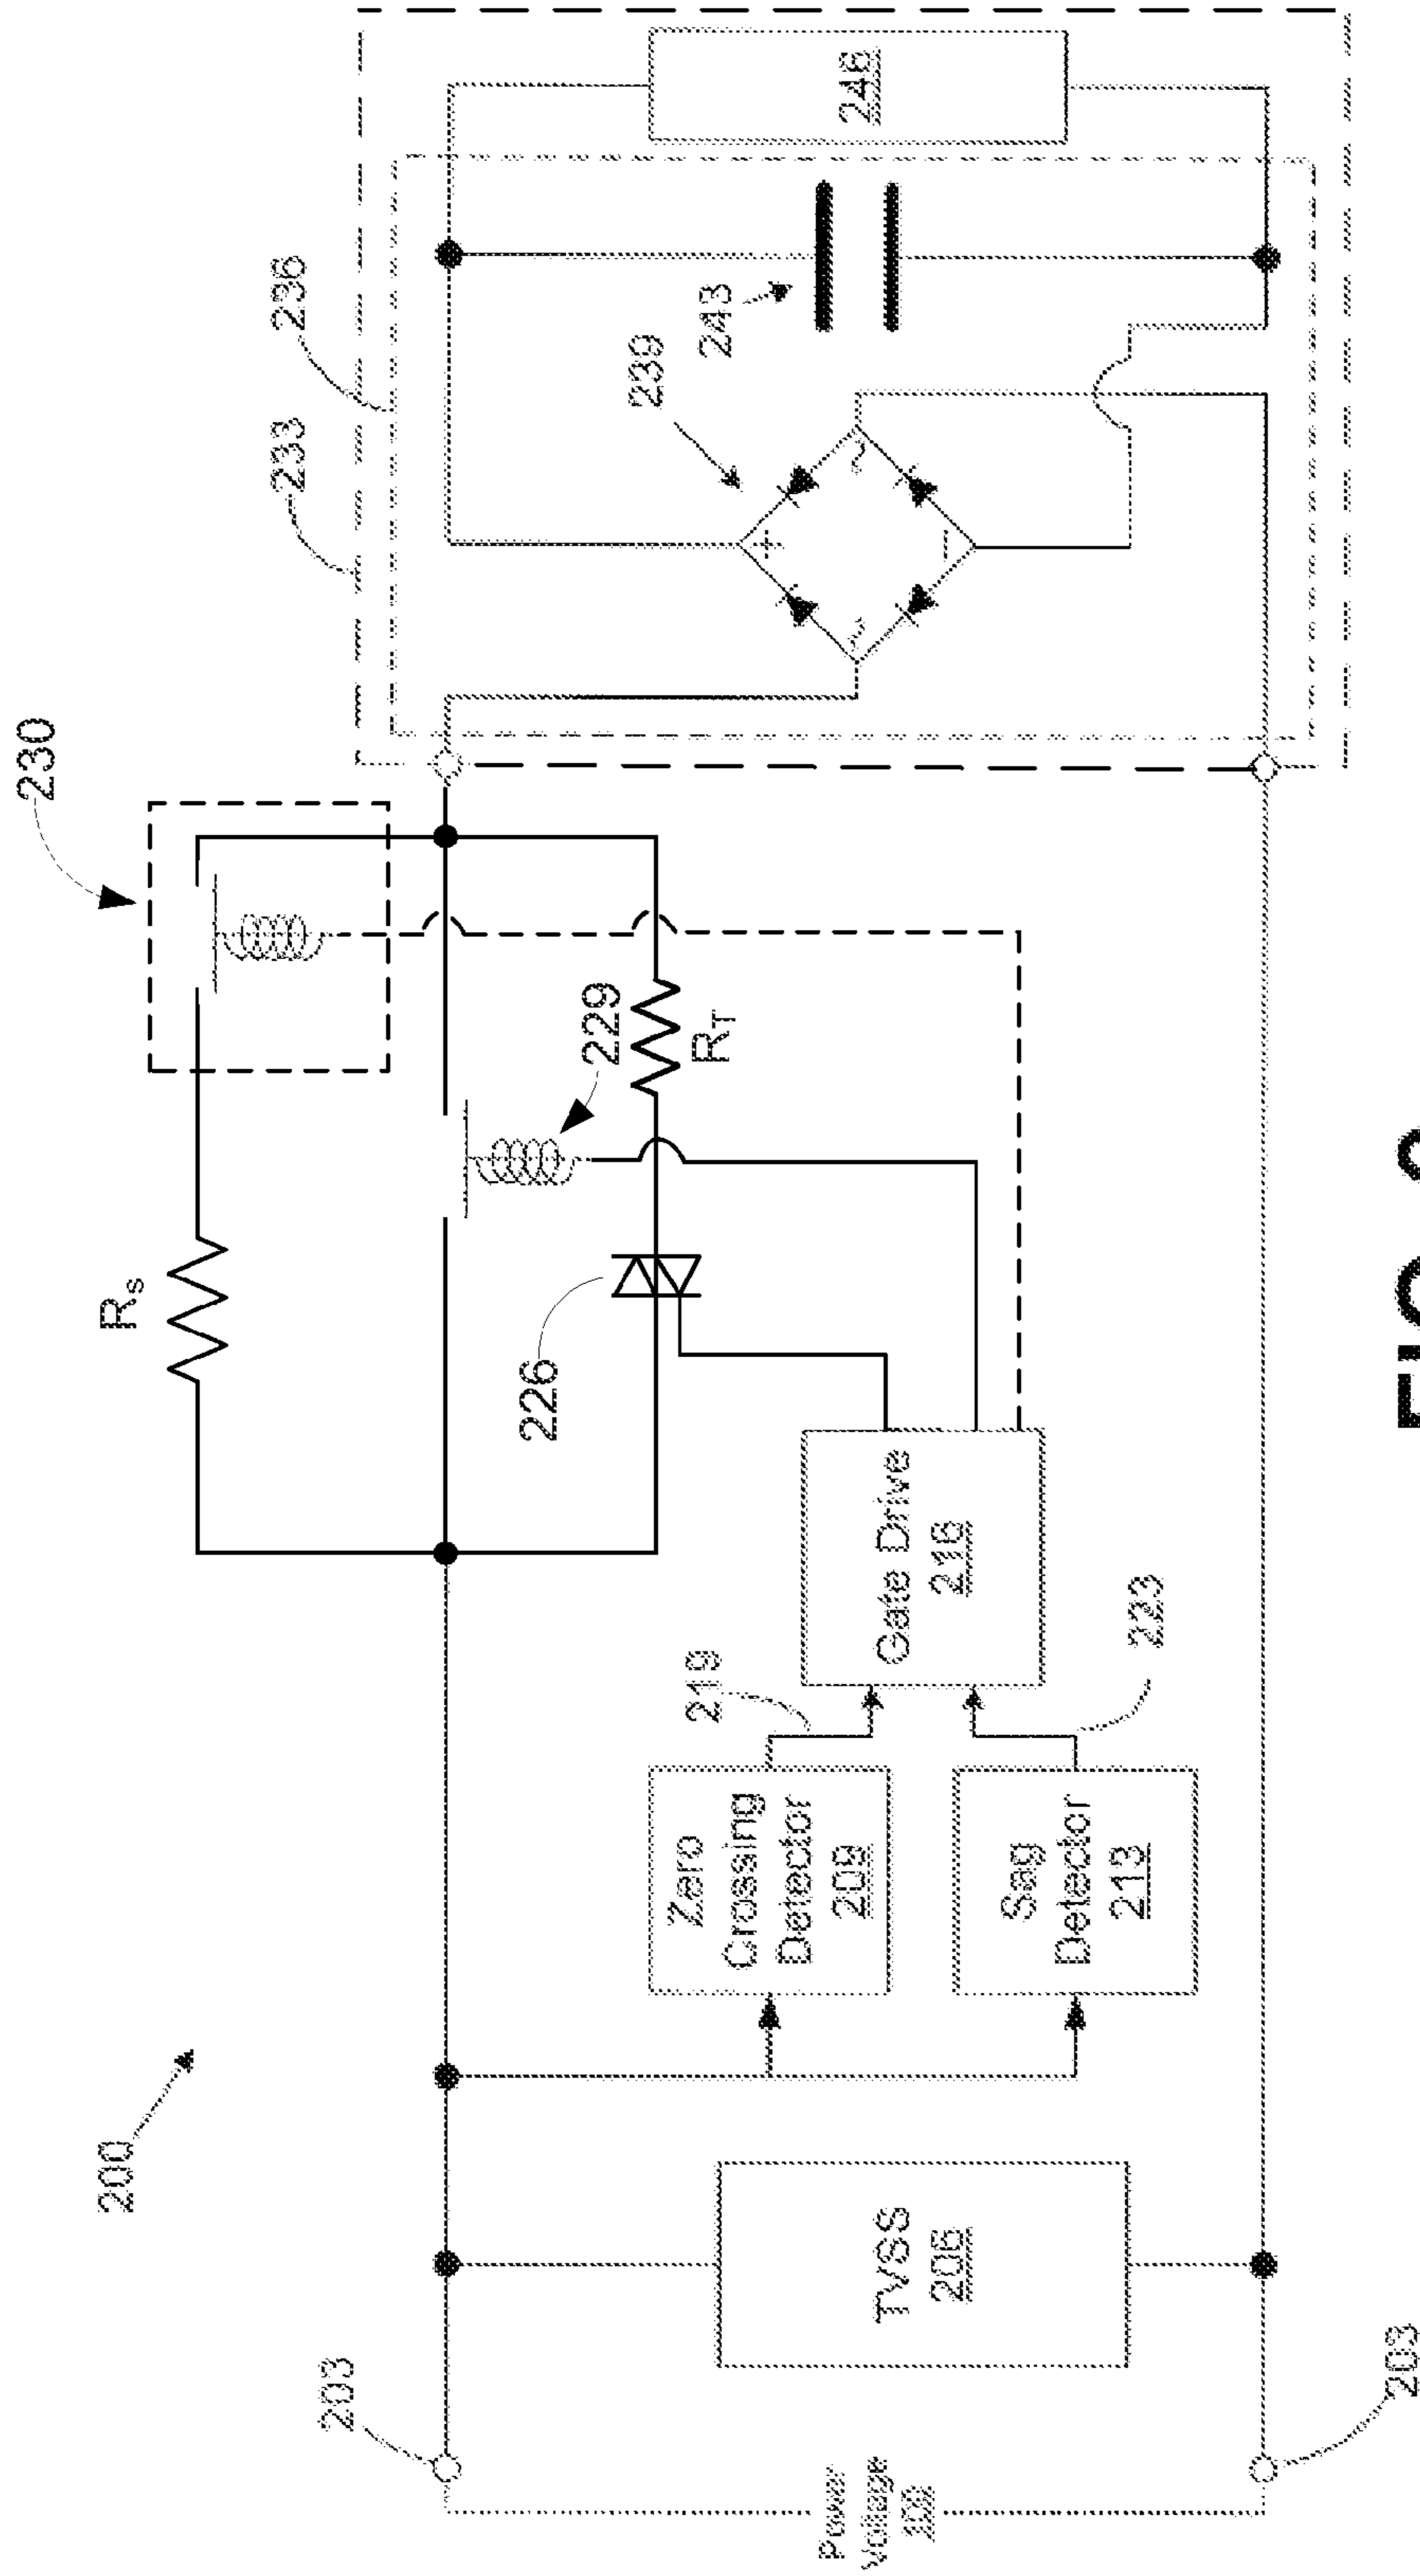 200
203
203
Power
Voltage
100
TVSS
206
Zero
Crossing
Detector
209
Sag
Detector
213
219
223
Gate Drive
216
226
Rs
229
RT
230
233
236
239
243
246